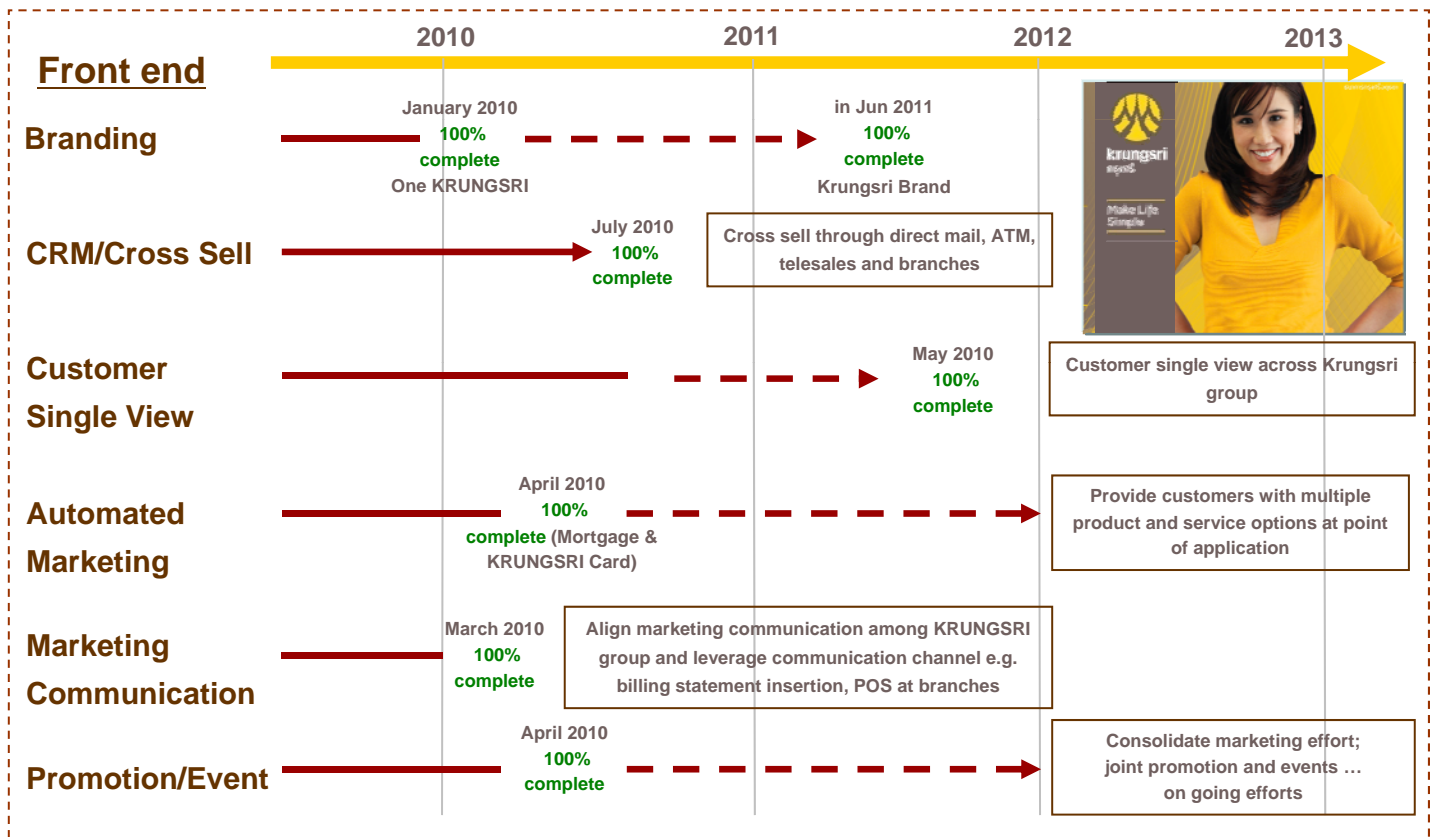 2010
2011
2012
2013
Front end
Branding
January 2010
100%
complete
One KRUNGSRI
in Jun 2011
100%
complete
Krungsri Brand
krungsri
กรุงศรี
Make Life
Simple
CRM/Cross Sell
July 2010
100%
complete
Cross sell through direct mail, ATM,
telesales and branches
Customer
Single View
May 2010
100%
complete
Customer single view across Krungsri
group
Automated
Marketing
April 2010
100%
complete (Mortgage &
KRUNGSRI Card)
Provide customers with multiple
product and service options at point
of application
Marketing
Communication
March 2010
100%
complete
Align marketing communication among KRUNGSRI
group and leverage communication channel e.g.
billing statement insertion, POS at branches
Promotion/Event
April 2010
100%
complete
Consolidate marketing effort;
joint promotion and events …
on going efforts